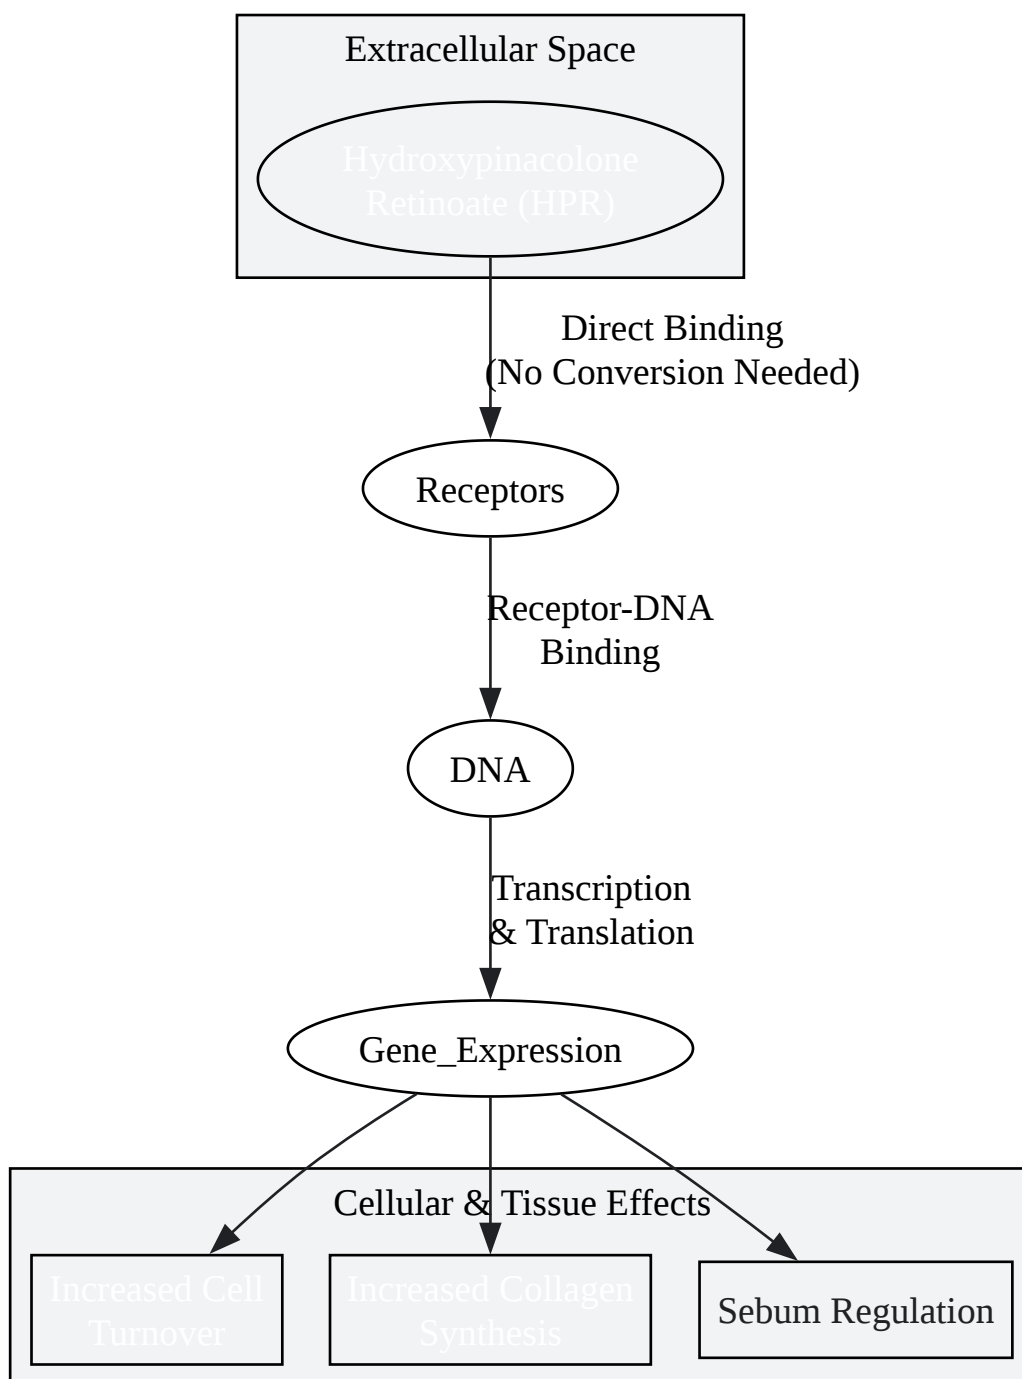 Extracellular Space
Hydroxypinacolone
Retinoate (HPR)
Direct Binding
(No Conversion Needed)
Receptors
Receptor-DNA
Binding
DNA
Transcription
& Translation
Gene_Expression
Cellular & Tissue Effects
Increased Cell
Turnover
Increased Collagen
Synthesis
Sebum Regulation